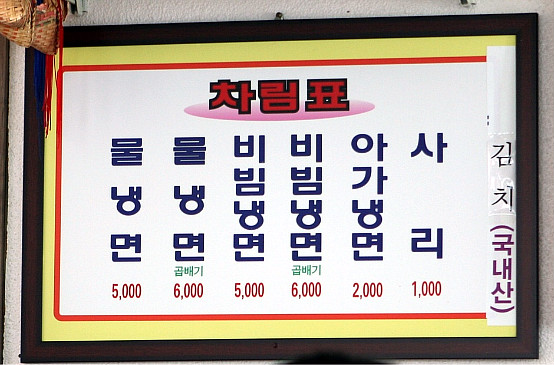 차림표
물냉면 5,000
물냉면 곱배기 6,000
비빔냉면 5,000
비빔냉면 곱배기 6,000
아가냉면 2,000
사리 1,000
김치(국내산)